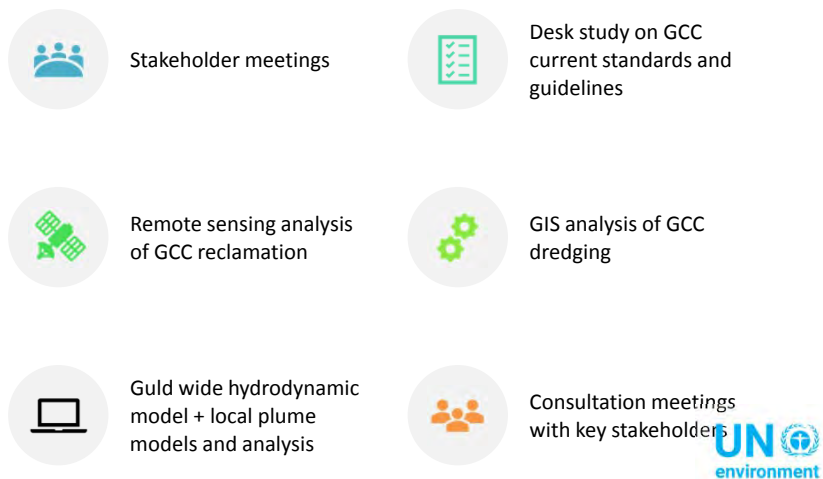 Stakeholder meetings
Desk study on GCC
current standards and
guidelines
Remote sensing analysis
of GCC reclamation
GIS analysis of GCC
dredging
Guld wide hydrodynamic
model + local plume
models and analysis
Consultation meetings
with key stakeholders
UN
environment